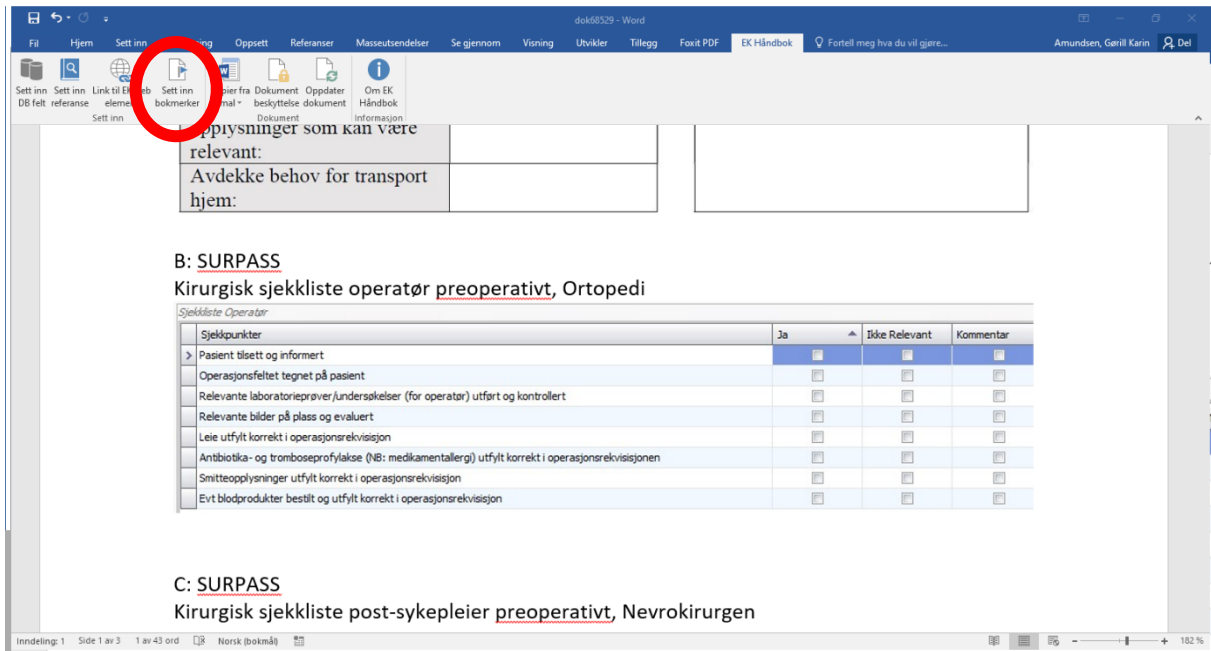 dok68529 - Word
Fil Hjem Sett inn Oppsett Referanser Masseutsendelser Se gjennom Visning Utvikler Tillegg Foxit PDF EK Håndbok Fortell meg hva du vil gjøre... Amundsen, Gørill Karin Del
Sett inn Sett inn Link til Sett inn fra Dokument Oppdater Om EK
DB felt referanse bokmerker beskyttelse dokument Håndbok
Sett inn Dokument Informasjon
opplysninger som kan være
relevant:
Avdekke behov for transport
hjem:
B: SURPASS
Kirurgisk sjekkliste operatør preoperativt, Ortopedi
Sjekkliste Operatør
Sjekkpunkter Ja Ikke Relevant Kommentar
Pasient tilsett og informert
Operasjonsfeltet tegnet på pasient
Relevante laboratorieprøver/undersøkelser (for operatør) utført og kontrollert
Relevante bilder på plass og evaluert
Leie utfylt korrekt i operasjonsrekvisisjon
Antibiotika- og tromboseprofylakse (NB: medikamentallergi) utfylt korrekt i operasjonsrekvisisjonen
Smitteopplysninger utfylt korrekt i operasjonsrekvisisjon
Evt blodprodukter bestilt og utfylt korrekt i operasjonsrekvisisjon
C: SURPASS
Kirurgisk sjekkliste post-sykepleier preoperativt, Nevrokirurgen
Inndeling: 1 Side 1 av 3 1 av 43 ord Norsk (bokmål) 182 %